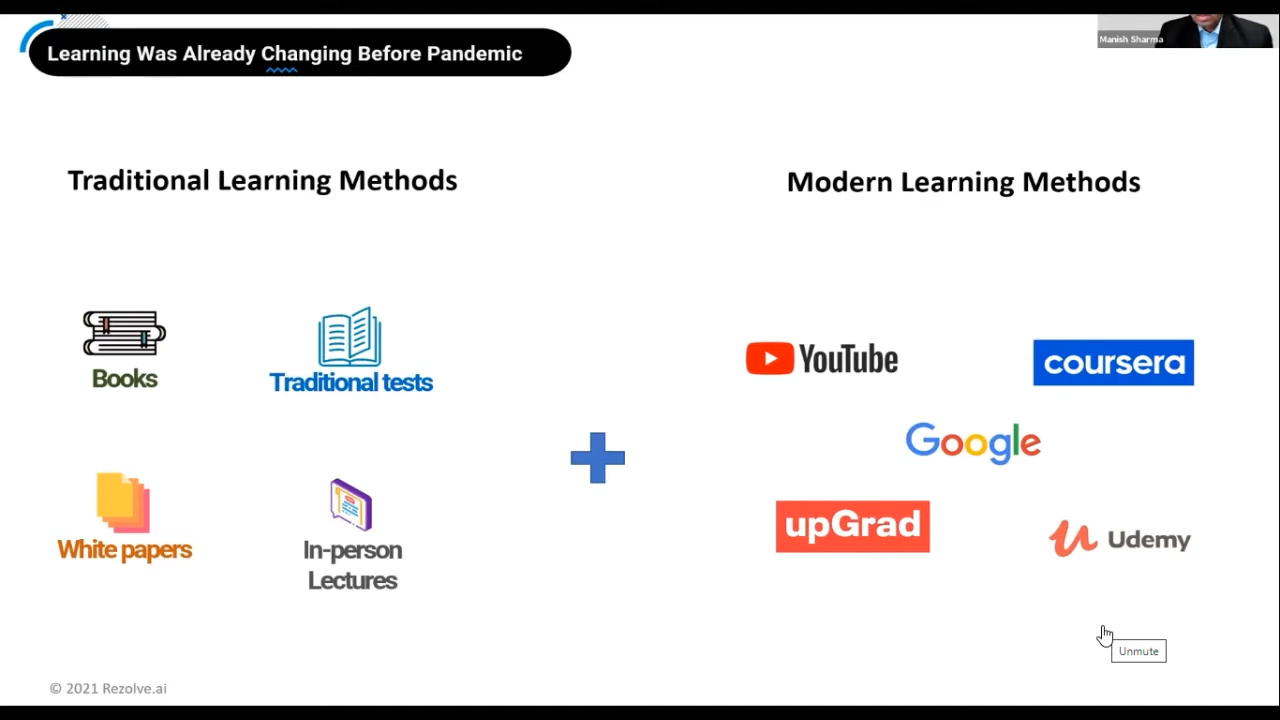 Learning Was Already Changing Before Pandemic
Manish Sharma
Traditional Learning Methods
Modern Learning Methods
Books
Traditional tests
White papers
In-person
Lectures
YouTube
coursera
Google
upGrad
Udemy
Unmute
© 2021 Rezolve.ai